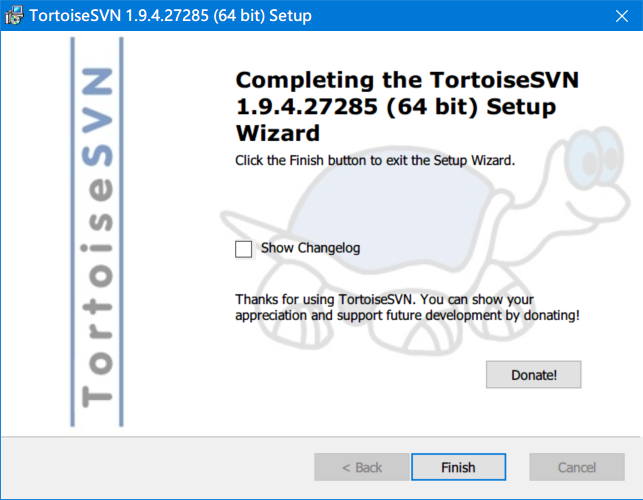 TortoiseSVN 1.9.4.27285 (64 bit) Setup
TortoiseSVN
Completing the TortoiseSVN
1.9.4.27285 (64 bit) Setup
Wizard
Click the Finish button to exit the Setup Wizard.
Show Changelog
Thanks for using TortoiseSVN. You can show your
appreciation and support future development by donating!
Donate!
< Back
Finish
Cancel